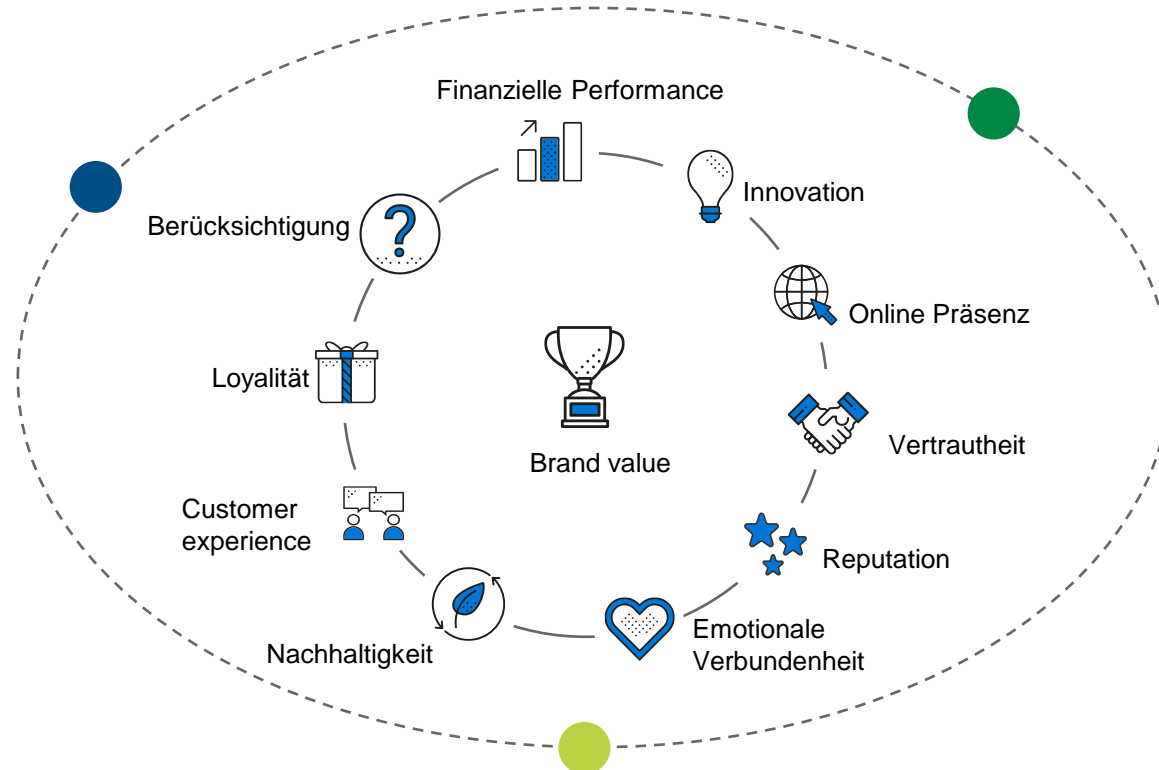 Finanzielle Performance
Innovation
Berücksichtigung
Online Präsenz
Loyalität
Vertrautheit
Brand value
Customer
experience
Reputation
Emotionale
Verbundenheit
Nachhaltigkeit